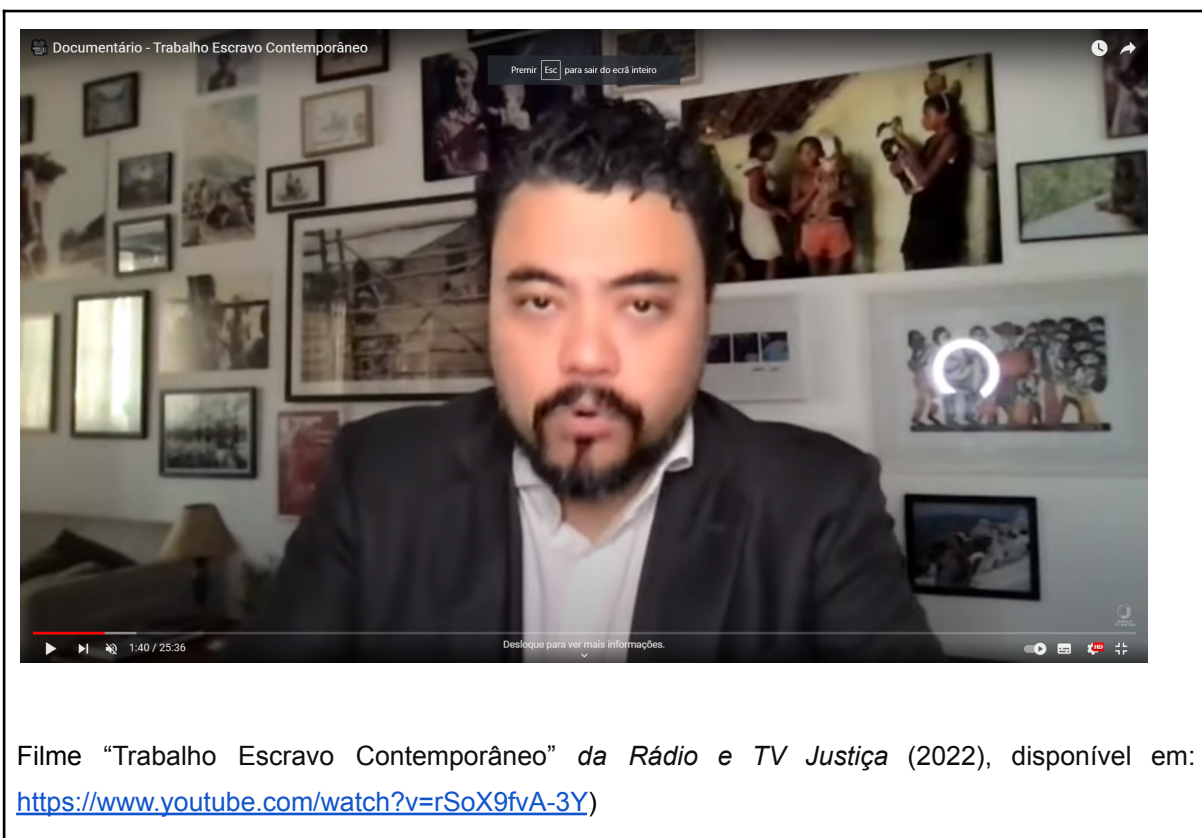 Documentário - Trabalho Escravo Contemporâneo
Premir Esc para sair do ecrã inteiro
1:40 / 25:36
Desloque para ver mais informações.
HD
Filme “Trabalho Escravo Contemporâneo” da Rádio e TV Justiça (2022), disponível em:
https://www.youtube.com/watch?v=rSoX9fvA-3Y)